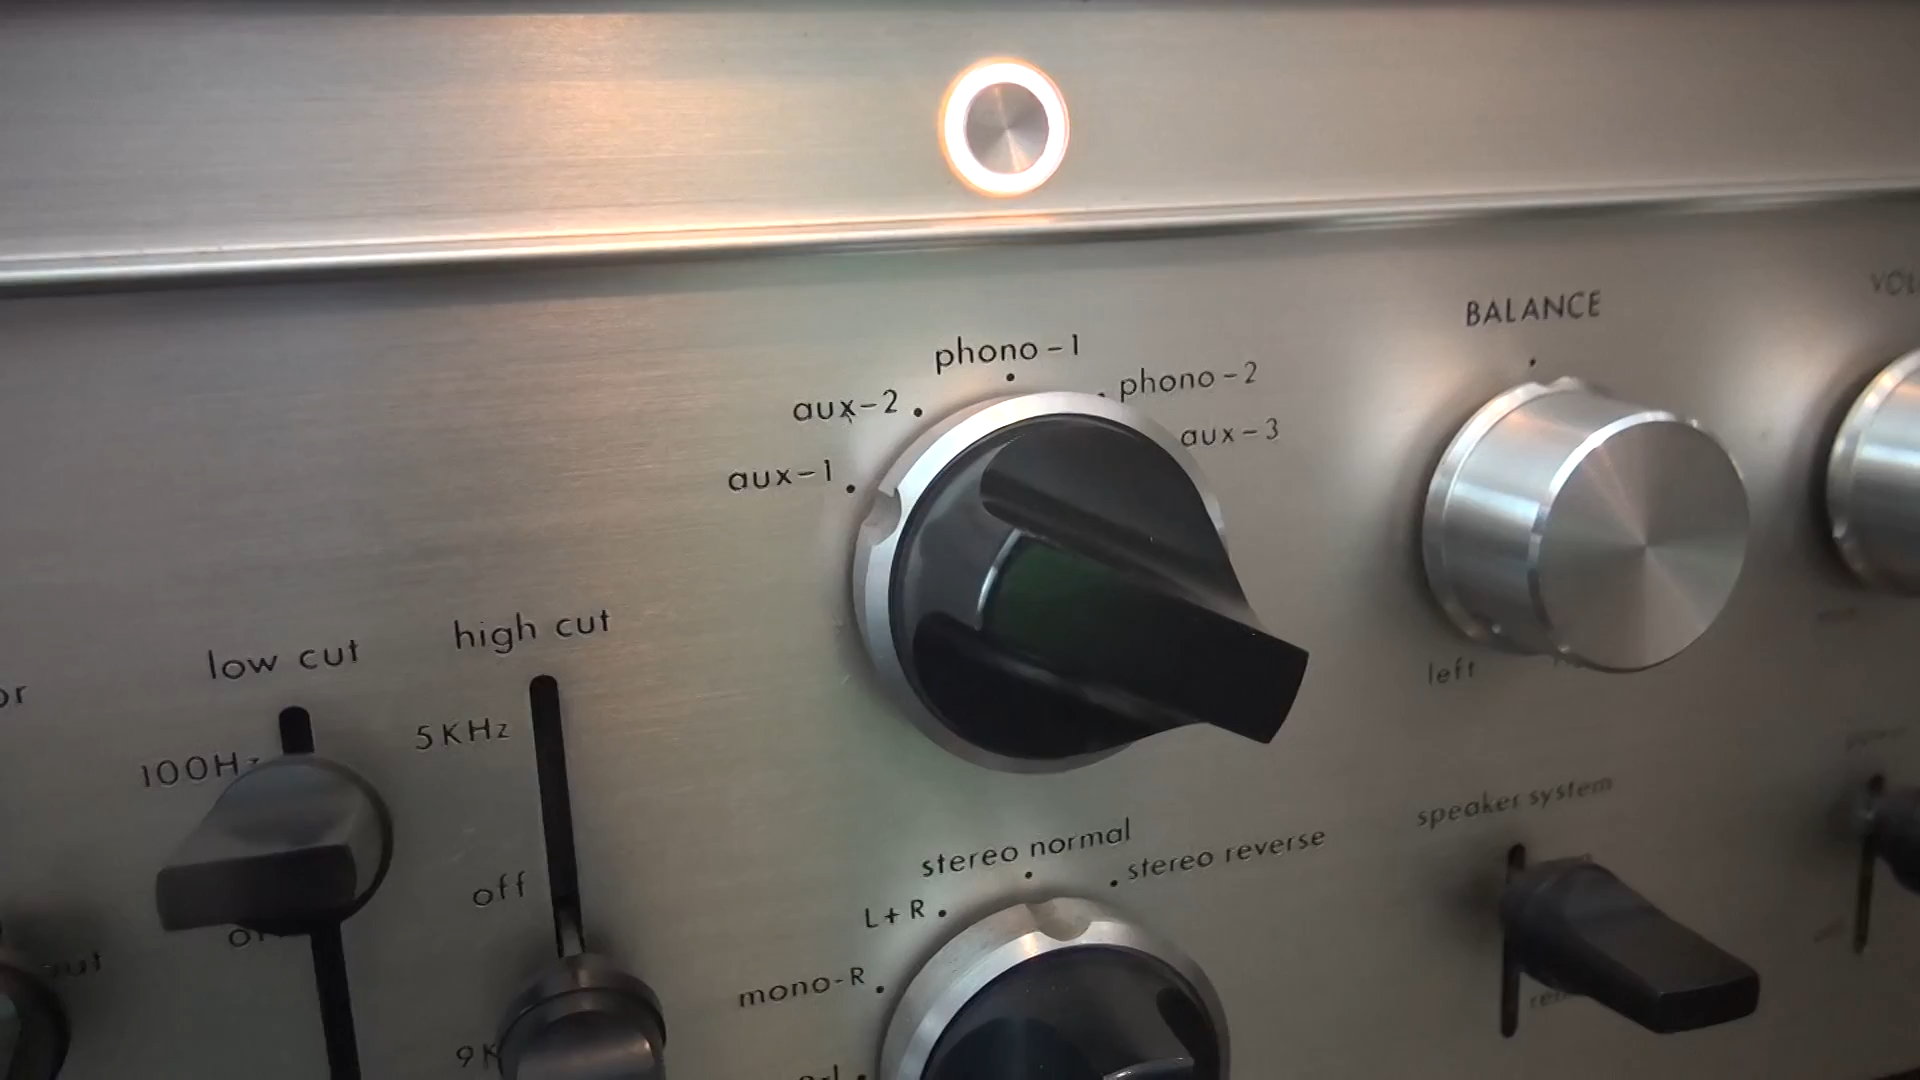 BALANCE
phono-1
phono-2
aux-2
aux-3
aux-1
left
low cut
high cut
100Hz
5KHz
off
speaker system
stereo normal
stereo reverse
L+R
mono-R